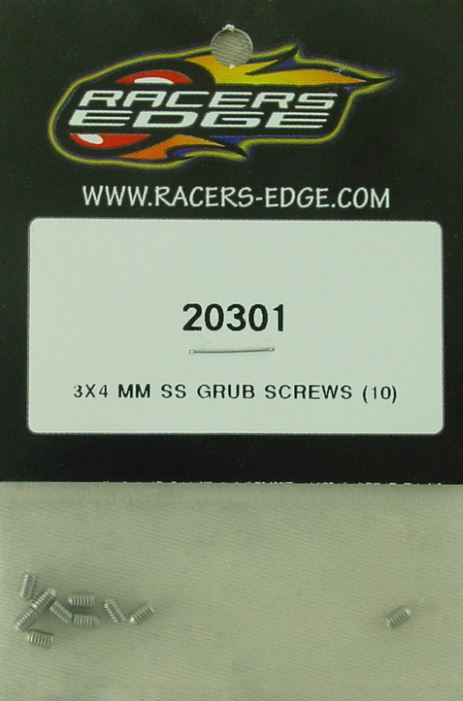 RACERS
EDGE
WWW.RACERS-EDGE.COM
20301
3X4 MM SS GRUB SCREWS (10)